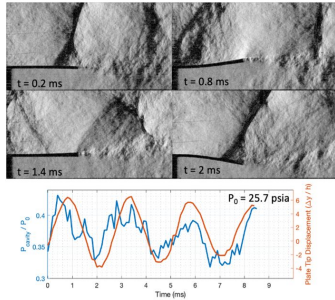 t = 0.2 ms
t = 0.8 ms
t = 1.4 ms
t = 2 ms
P₀ = 25.7 psia
0.4
0.35
0.3
P_cavity / P₀
6
4
2
0
-2
-4
Plate Tip Displacement (△y / h)
0 1 2 3 4 5 6 7 8 9
Time (ms)